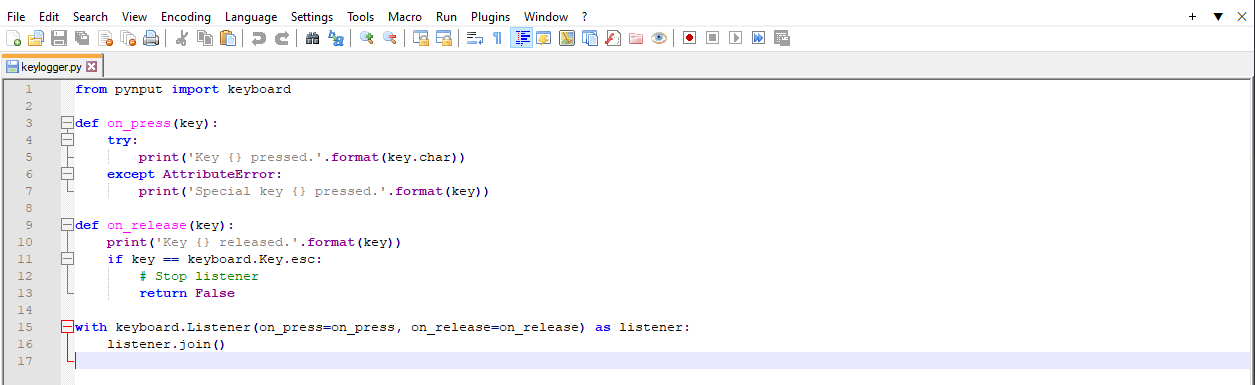 File Edit Search View Encoding Language Settings Tools Macro Run Plugins Window ? + ▼ X
keylogger.py
1 from pynput import keyboard
2
3 def on_press(key):
4     try:
5         print('Key {} pressed.'.format(key.char))
6     except AttributeError:
7         print('Special key {} pressed.'.format(key))
8
9 def on_release(key):
10     print('Key {} released.'.format(key))
11     if key == keyboard.Key.esc:
12         # Stop listener
13         return False
14
15 with keyboard.Listener(on_press=on_press, on_release=on_release) as listener:
16     listener.join()
17